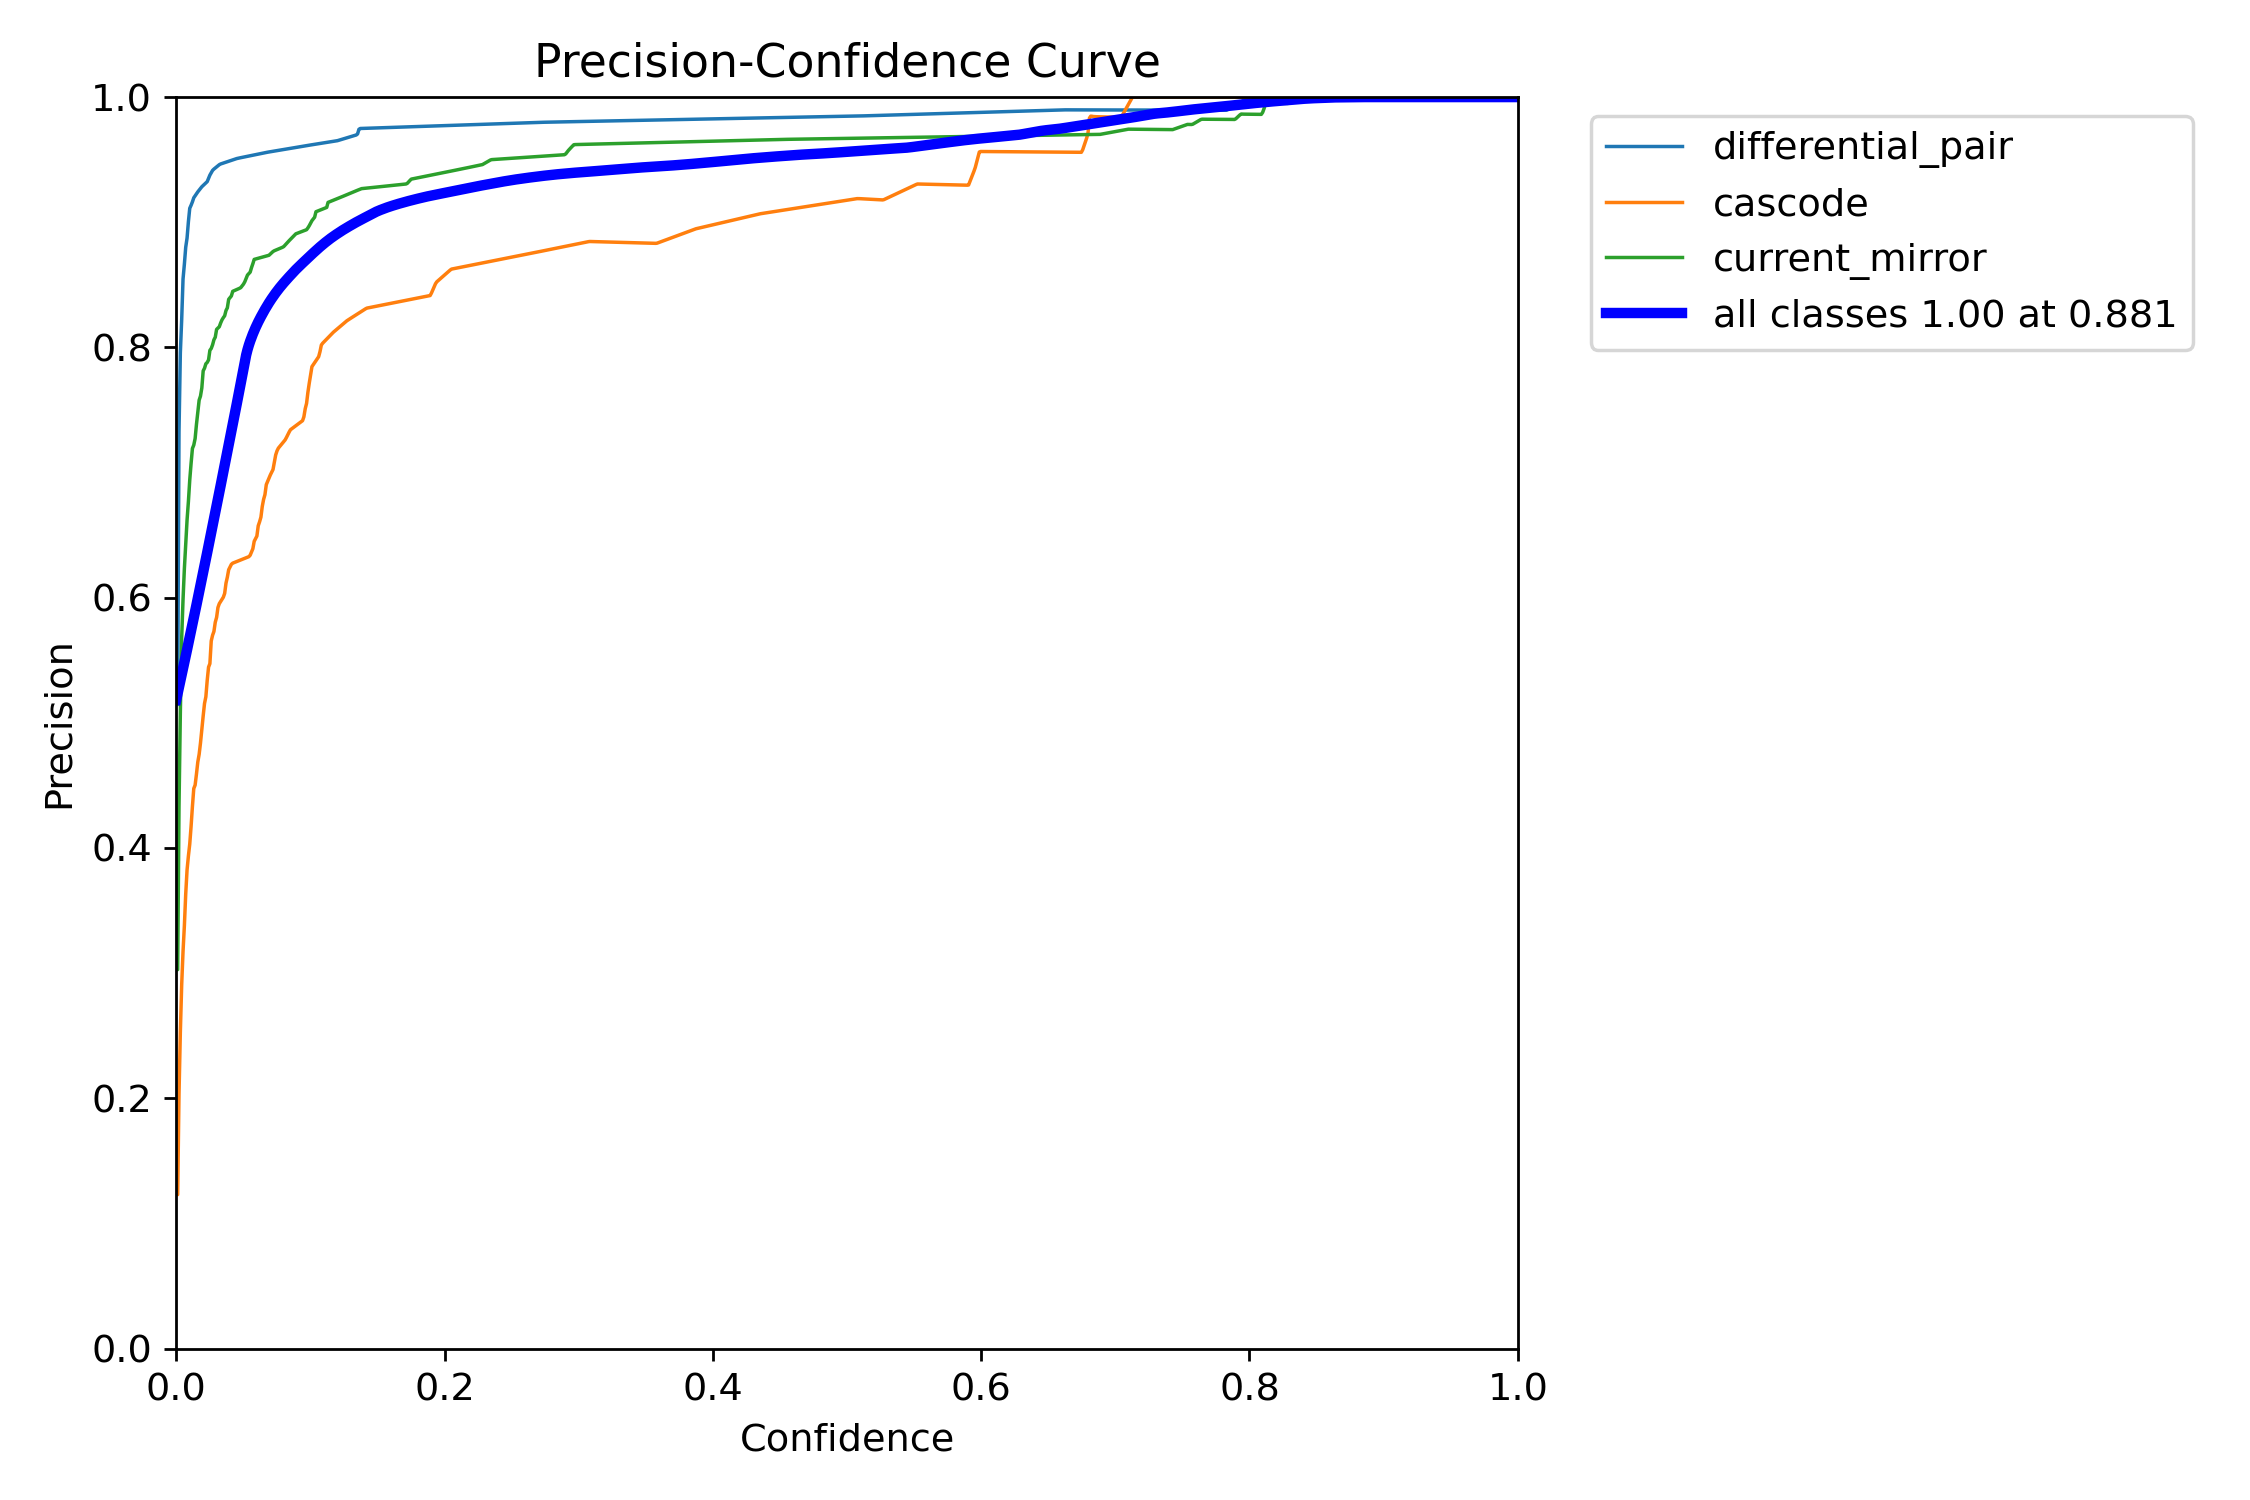 Precision-Confidence Curve
1.0
0.8
0.6
0.4
0.2
0.0
Precision
0.0 0.2 0.4 0.6 0.8 1.0
Confidence
differential_pair
cascode
current_mirror
all classes 1.00 at 0.881